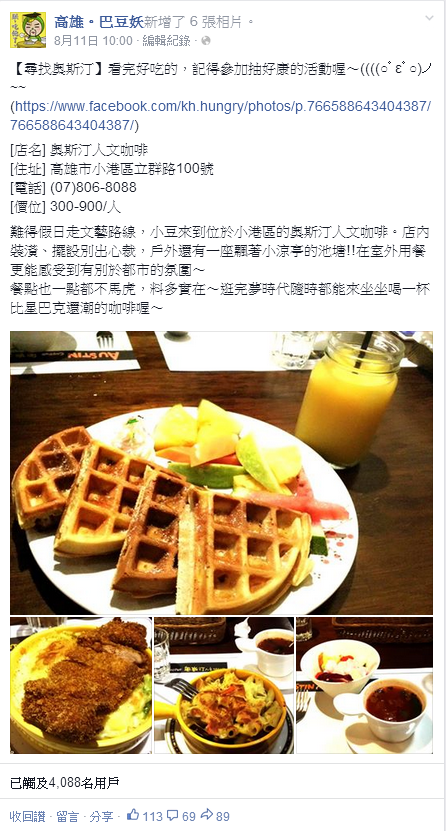 高雄。巴豆妖新增了 6 張相片。
8月11日 10:00 · 編輯紀錄 ·
【尋找奧斯汀】看完好吃的，記得參加抽好康的活動喔～((((○ﾟεﾟ○)ノ
~~
(https://www.facebook.com/kh.hungry/photos/p.766588643404387/
766588643404387/)
[店名] 奧斯汀人文咖啡
[住址] 高雄市小港區立群路100號
[電話] (07)806-8088
[價位] 300-900/人
難得假日走文藝路線，小豆來到位於小港區的奧斯汀人文咖啡。店內
裝潢、擺設別出心裁，戶外還有一座飄著小涼亭的池塘!!在室外用餐
更能感受到有別於都市的氛圍～
餐點也一點都不馬虎，料多實在～逛完夢時代隨時都能來坐坐喝一杯
比星巴克還潮的咖啡喔～
AUSTIN
已觸及4,088名用戶
收回讚 · 留言 · 分享 · 113 69 89